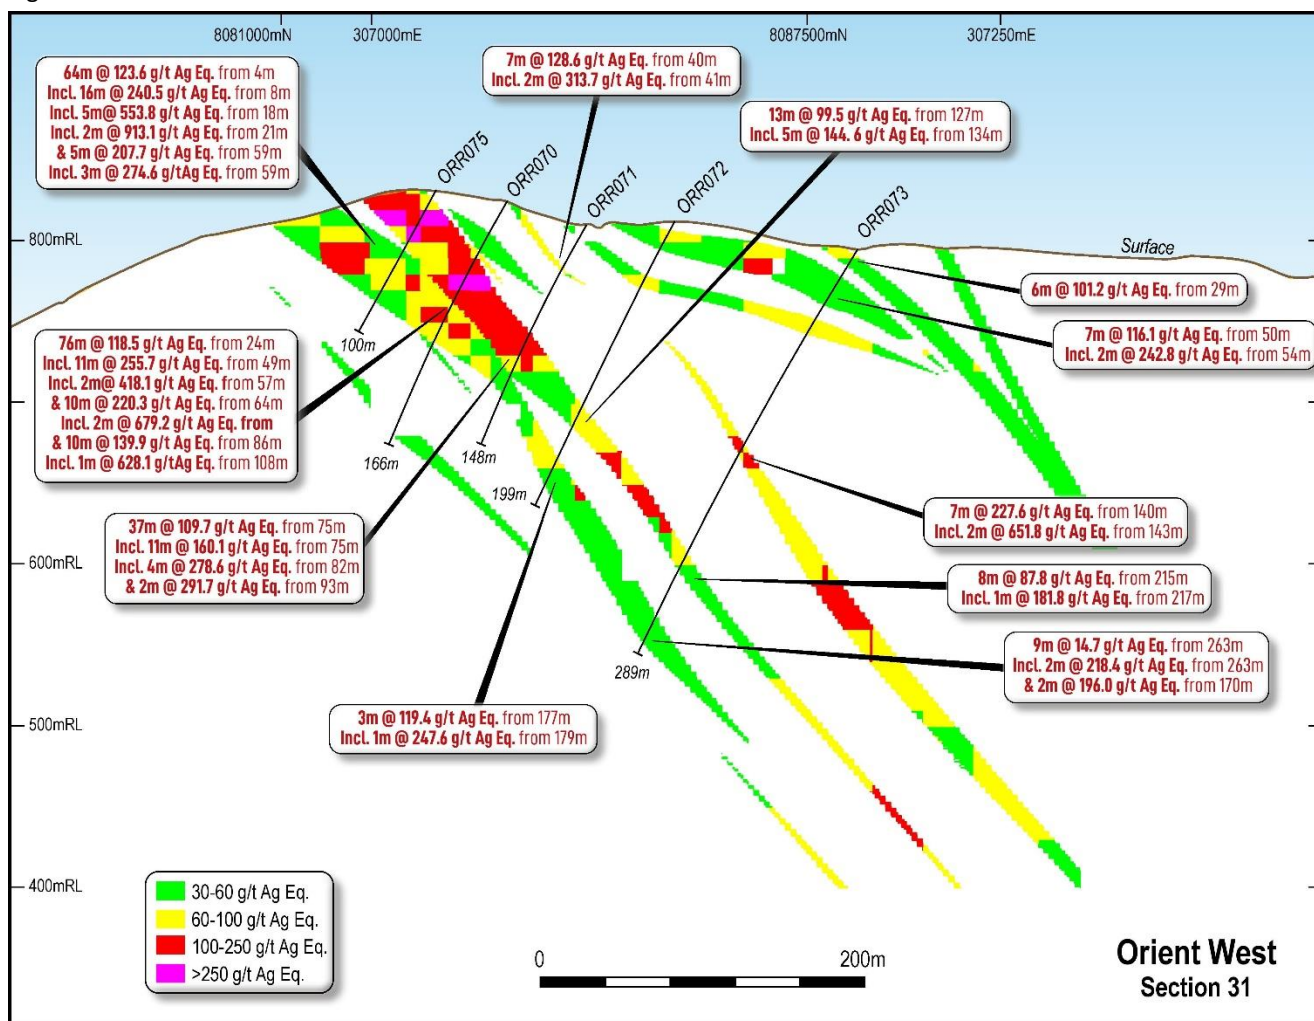 8081000mN
307000mE
8087500mN
307250mE
64m @ 123.6 g/t Ag Eq. from 4m
Incl. 16m @ 240.5 g/t Ag Eq. from 8m
Incl. 5m@ 553.8 g/t Ag Eq. from 18m
Incl. 2m @ 913.1 g/t Ag Eq. from 21m
& 5m @ 207.7 g/t Ag Eq. from 59m
Incl. 3m @ 274.6 g/tAg Eq. from 59m
7m @ 128.6 g/t Ag Eq. from 40m
Incl. 2m @ 313.7 g/t Ag Eq. from 41m
13m @ 99.5 g/t Ag Eq. from 127m
Incl. 5m @ 144.6 g/t Ag Eq. from 134m
ORR075
ORR070
ORR071
ORR072
ORR073
800mRL
Surface
6m @ 101.2 g/t Ag Eq. from 29m
7m @ 116.1 g/t Ag Eq. from 50m
Incl. 2m @ 242.8 g/t Ag Eq. from 54m
76m @ 118.5 g/t Ag Eq. from 24m
Incl. 11m @ 255.7 g/t Ag Eq. from 49m
Incl. 2m@ 418.1 g/t Ag Eq. from 57m
& 10m @ 220.3 g/t Ag Eq. from 64m
Incl. 2m @ 679.2 g/t Ag Eq. from
& 10m @ 139.9 g/t Ag Eq. from 86m
Incl. 1m @ 628.1 g/tAg Eq. from 108m
100m
166m
148m
199m
289m
37m @ 109.7 g/t Ag Eq. from 75m
Incl. 11m @ 160.1 g/t Ag Eq. from 75m
Incl. 4m @ 278.6 g/t Ag Eq. from 82m
& 2m @ 291.7 g/t Ag Eq. from 93m
7m @ 227.6 g/t Ag Eq. from 140m
Incl. 2m @ 651.8 g/t Ag Eq. from 143m
600mRL
8m @ 87.8 g/t Ag Eq. from 215m
Incl. 1m @ 181.8 g/t Ag Eq. from 217m
9m @ 14.7 g/t Ag Eq. from 263m
Incl. 2m @ 218.4 g/t Ag Eq. from 263m
& 2m @ 196.0 g/t Ag Eq. from 170m
3m @ 119.4 g/t Ag Eq. from 177m
Incl. 1m @ 247.6 g/t Ag Eq. from 179m
500mRL
400mRL
30-60 g/t Ag Eq.
60-100 g/t Ag Eq.
100-250 g/t Ag Eq.
>250 g/t Ag Eq.
0
200m
Orient West
Section 31